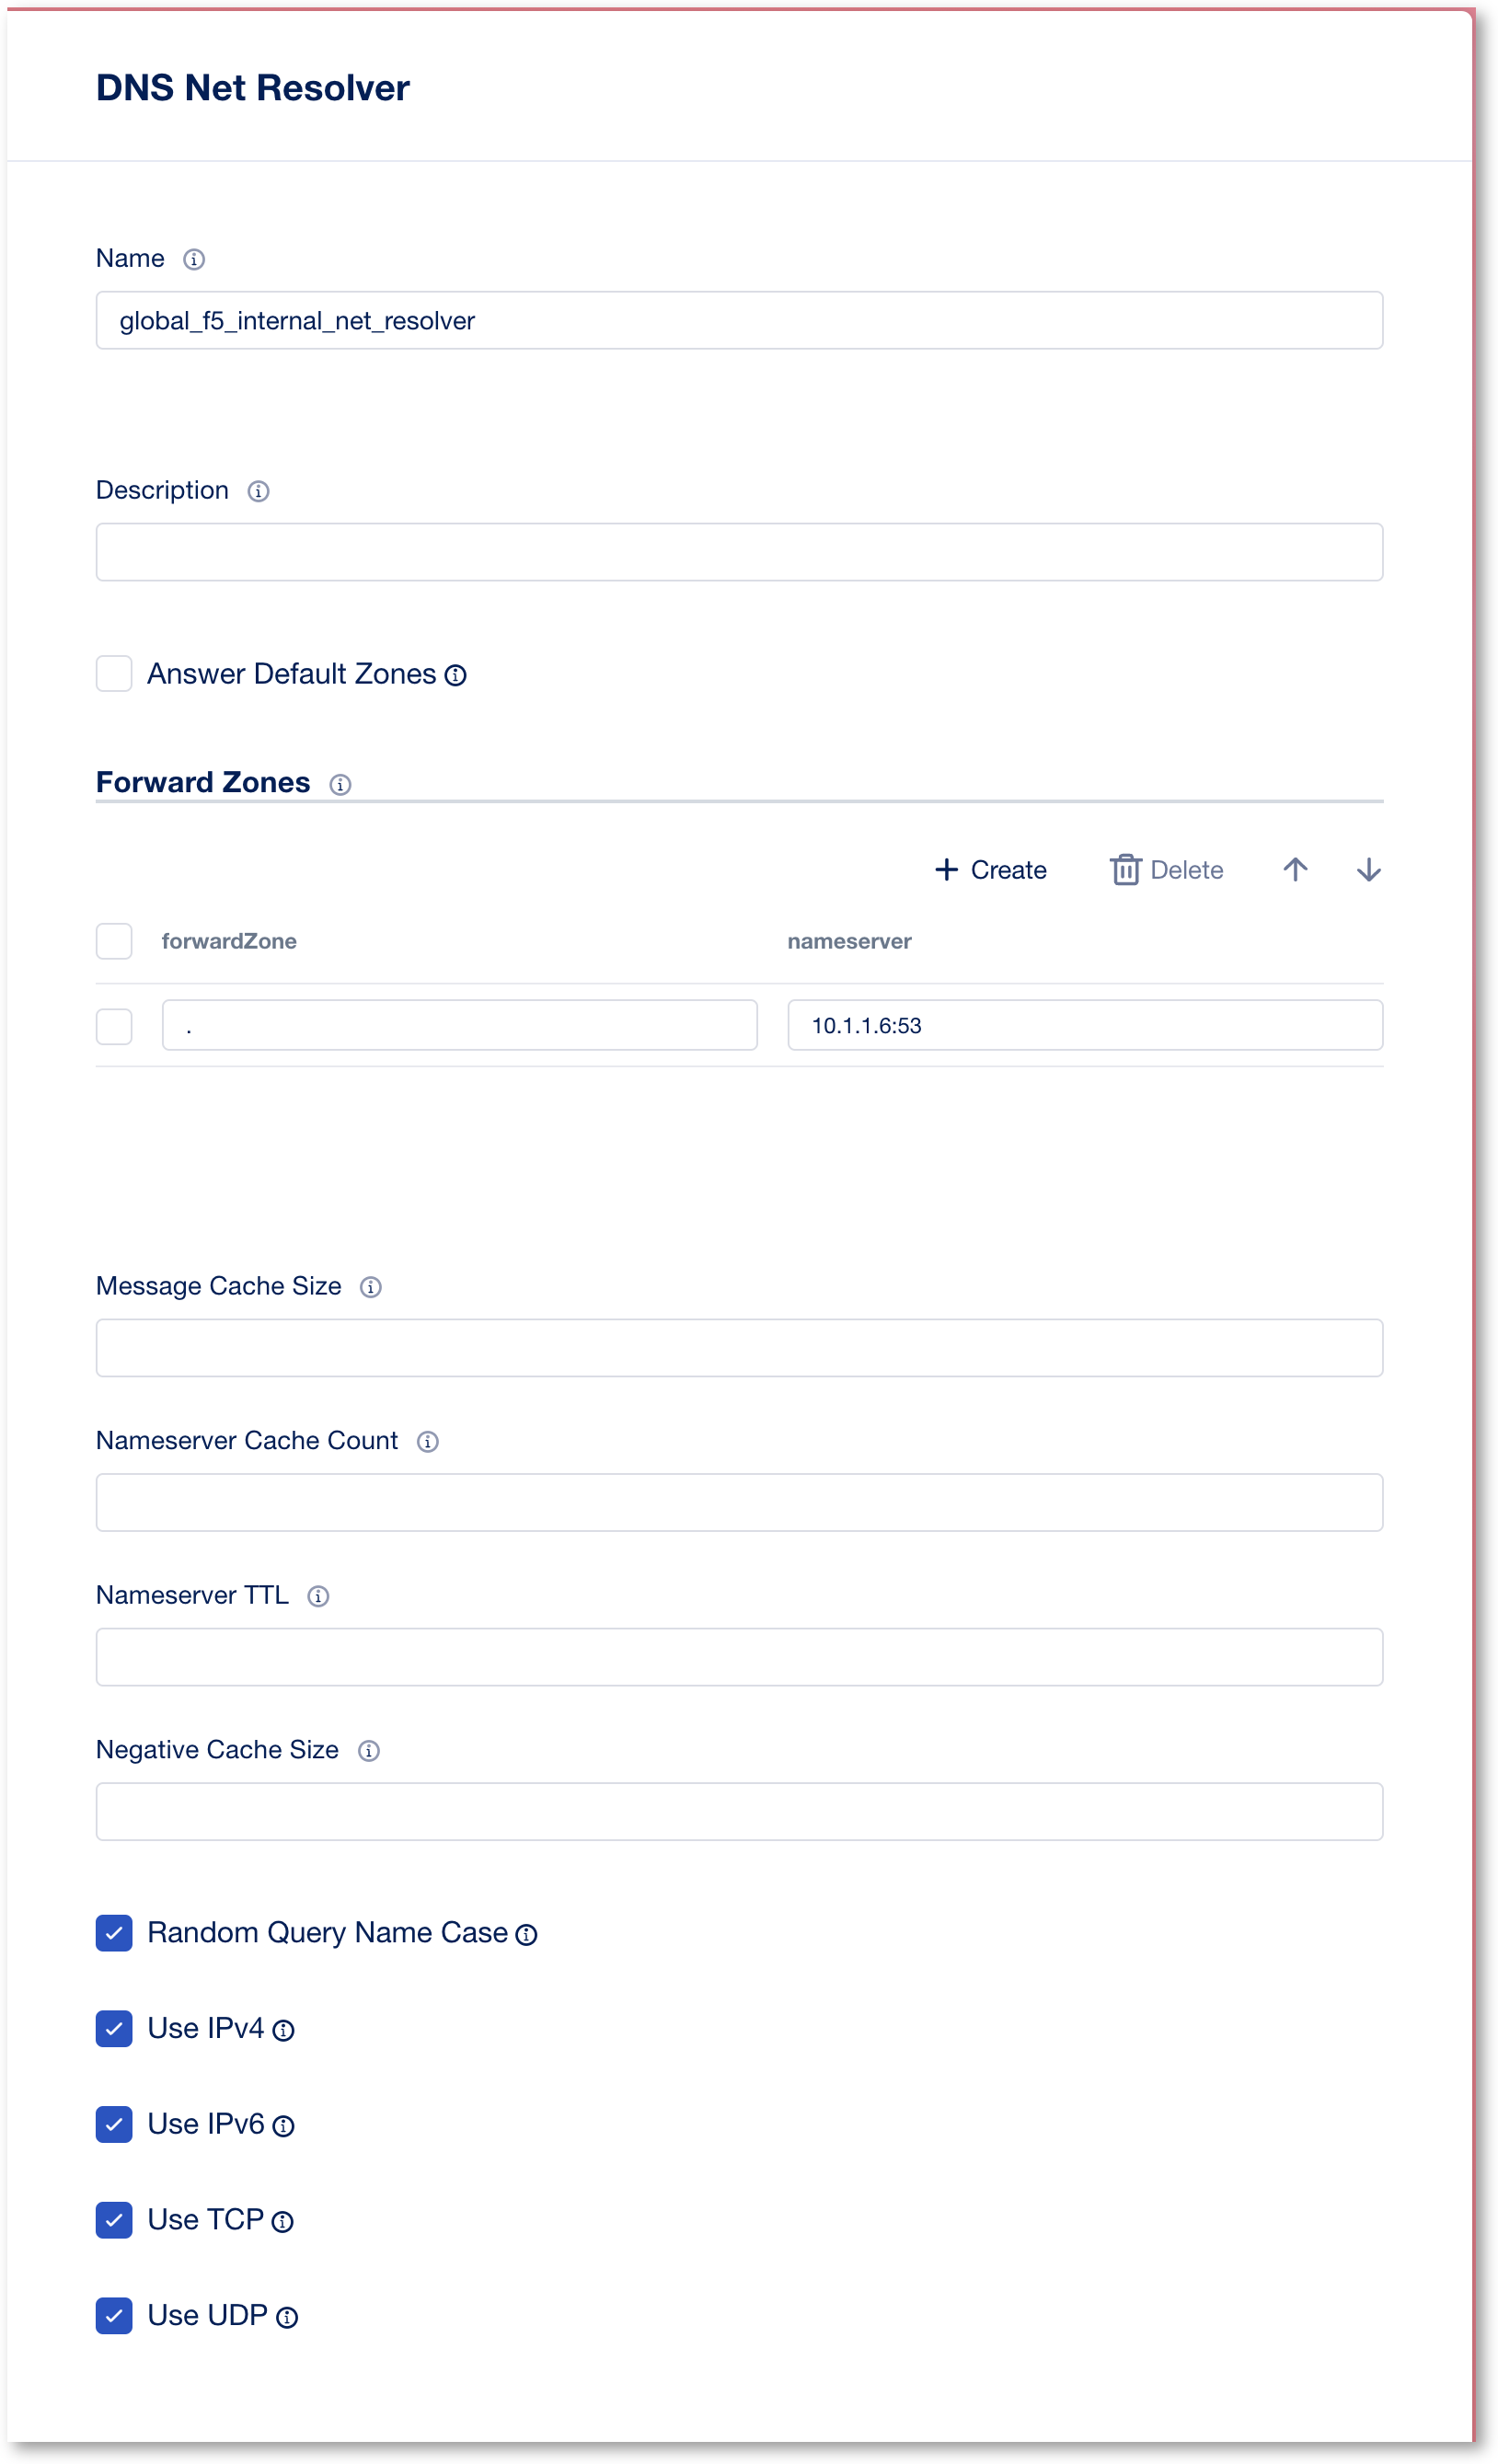 DNS Net Resolver
Name
global_f5_internal_net_resolver
Description
Answer Default Zones
Forward Zones
Create Delete
forwardZone nameserver
. 10.1.1.6:53
Message Cache Size
Nameserver Cache Count
Nameserver TTL
Negative Cache Size
Random Query Name Case
Use IPv4
Use IPv6
Use TCP
Use UDP